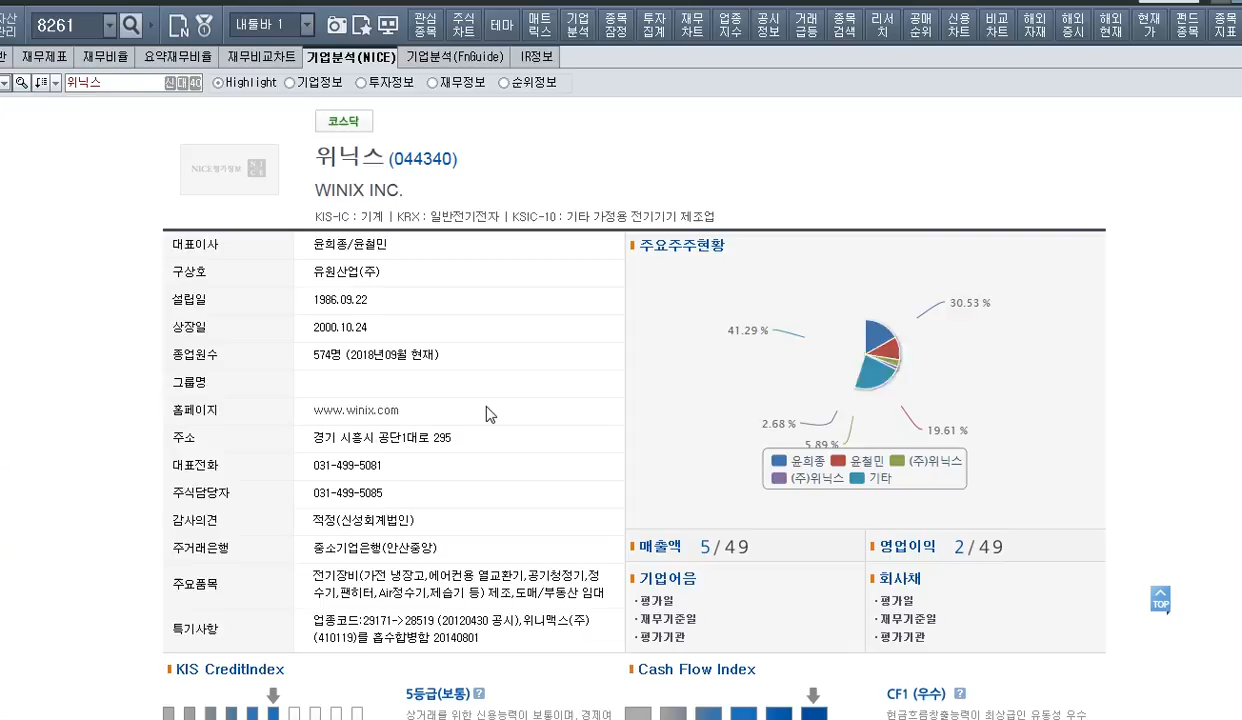 자산 관리 8261 내툴바 1 관심 종목 주식 차트 테마 매트 릭스 기업 분석 종목 잠정 투자 집계 재무 차트 업종 지수 공시 정보 거래 급등 종목 검색 리서 치 공매 순위 신용 차트 비교 차트 해외 지재 해외 증시 해외 현재 현재 가 펀드 종목 종목 지표
재무제표 재무비율 요약재무비율 재무비교차트 기업분석(NICE) 기업분석(FnGuide) IR정보
위닉스 신 대 40 Highlight 기업정보 투자정보 재무정보 순위정보
코스닥
NICE평가정보 NICE
위닉스 (044340)
WINIX INC.
KIS-IC : 기계 | KRX : 일반전기전자 | KSIC-10 : 기타 가정용 전기기기 제조업
대표이사 윤희종/윤철민
구상호 유원산업(주)
설립일 1986.09.22
상장일 2000.10.24
종업원수 574명 (2018년09월 현재)
그룹명
홈페이지 www.winix.com
주소 경기 시흥시 공단1대로 295
대표전화 031-499-5081
주식담당자 031-499-5085
감사의견 적정(신성회계법인)
주거래은행 중소기업은행(안산중앙)
주요품목 전기장비(가전 냉장고,에어컨용 열교환기,공기청정기,정
수기,팬히터,Air정수기,제습기 등) 제조,도매/부동산 임대
특기사항 업종코드:29171->28519 (20120430 공시),위니맥스(주)
(410119)를 흡수합병함 20140801
주요주주현황
30.53 %
41.29 %
2.68 %
19.61 %
5.89 %
윤희종 윤철민 (주)위닉스
(주)위닉스 기타
매출액 5/49 영업이익 2/49
기업어음 회사채
·평가일 ·평가일
·재무기준일 ·재무기준일
·평가기관 ·평가기관
TOP
KIS CreditIndex Cash Flow Index
5등급(보통) ? CF1 (우수) ?
상거래를 위한 신용능력이 보통이며, 경제여 현금흐름창출능력이 최상급인 유동성 우수